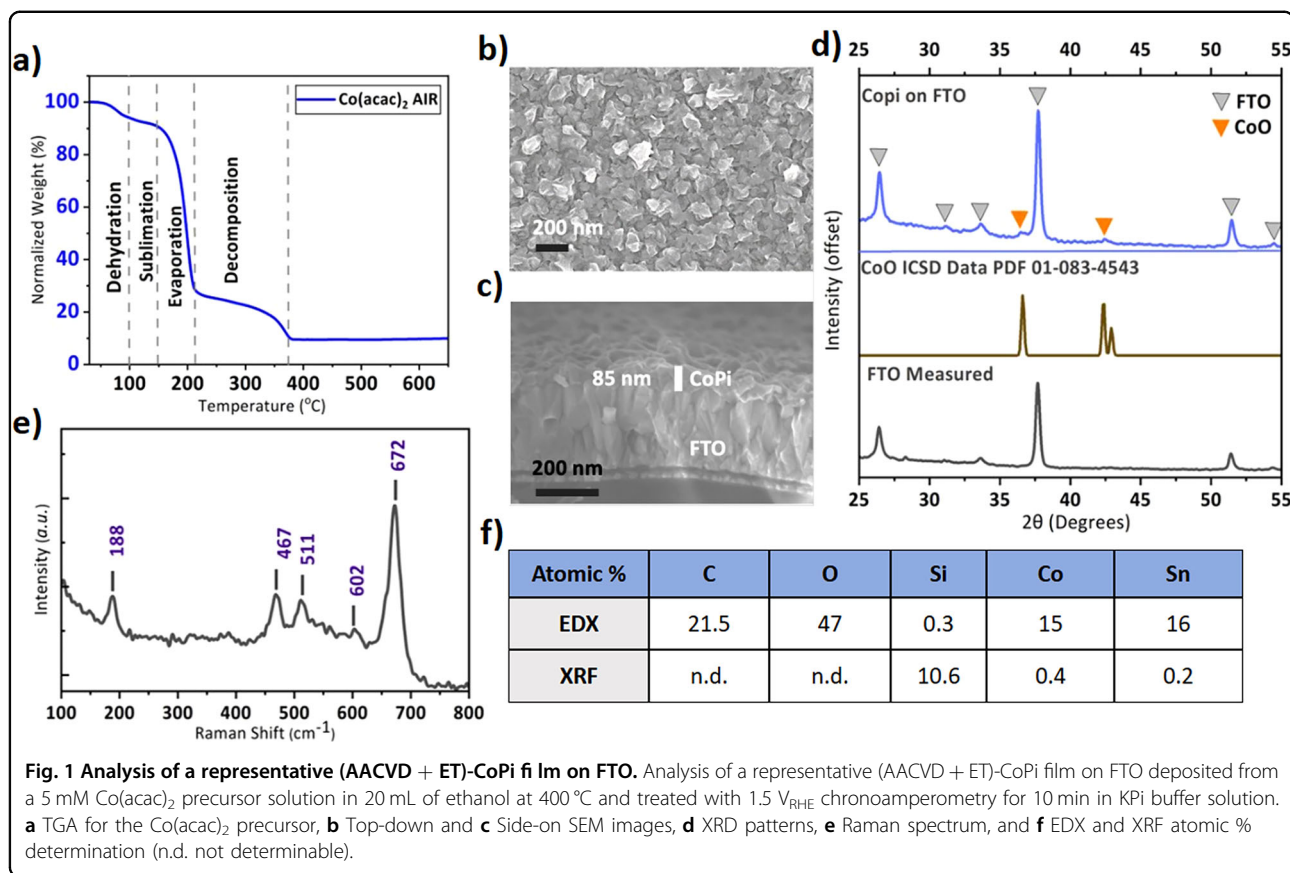 a)
Co(acac)₂ AIR
Normalized Weight (%)
100
80
60
40
20
0
Dehydration
Sublimation
Evaporation
Decomposition
100 200 300 400 500 600
Temperature (°C)
b)
200 nm
c)
85 nm CoPi
FTO
200 nm
d)
25 30 35 40 45 50 55
Copi on FTO
FTO
CoO
CoO ICSD Data PDF 01-083-4543
FTO Measured
Intensity (offset)
25 30 35 40 45 50 55
2θ (Degrees)
e)
Intensity (a.u.)
188
467
511
602
672
100 200 300 400 500 600 700 800
Raman Shift (cm⁻¹)
f)
Atomic % C O Si Co Sn
EDX 21.5 47 0.3 15 16
XRF n.d. n.d. 10.6 0.4 0.2
Fig. 1 Analysis of a representative (AACVD + ET)-CoPi fi lm on FTO. Analysis of a representative (AACVD + ET)-CoPi film on FTO deposited from
a 5 mM Co(acac)₂ precursor solution in 20 mL of ethanol at 400 °C and treated with 1.5 V_RHE chronoamperometry for 10 min in KPi buffer solution.
a TGA for the Co(acac)₂ precursor, b Top-down and c Side-on SEM images, d XRD patterns, e Raman spectrum, and f EDX and XRF atomic %
determination (n.d. not determinable).